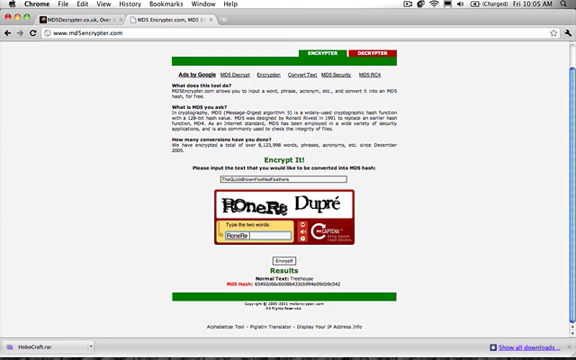 Chrome File Edit View History Bookmarks Window Help (Charged) Fri 10:05 AM
MD5Decrypter.co.uk, Over MD5 Encrypter.com, MD5 E
www.md5encrypter.com
ENCRYPTER DECRYPTER
Ads by Google MD5 Decrypt Encryption Convert Text MD5 Security MD5 RC4
What does this tool do?
MD5Encrypter.com allows you to input a word, phrase, acronym, etc., and convert it into an MD5
hash, for free.
What is MD5 you ask?
In cryptography, MD5 (Message-Digest algorithm 5) is a widely-used cryptographic hash function
with a 128-bit hash value. MD5 was designed by Ronald Rivest in 1991 to replace an earlier hash
function, MD4. As an Internet standard, MD5 has been employed in a wide variety of security
applications, and is also commonly used to check the integrity of files.
How many conversions have you done?
We have encrypted a total of over 8,123,998 words, phrases, acronyms, etc. since December
2005.
Encrypt It!
Please input the text that you would like to be converted into MD5 hash:
TheQuickBrownFoxHasFeathers
ROneRe Dupré
Type the two words:
RoneRe
CAPTCHA
stop spam.
read books.
Encrypt!
Results
Normal Text: Treehouse
Md5 Hash:
Copyright © 2005-2011 md5encrypter.com
All Rights Reserved.
Alphabetize Tool - Piglatin Translator - Display Your IP Address Info
HoboCraft.rar Show all downloads...